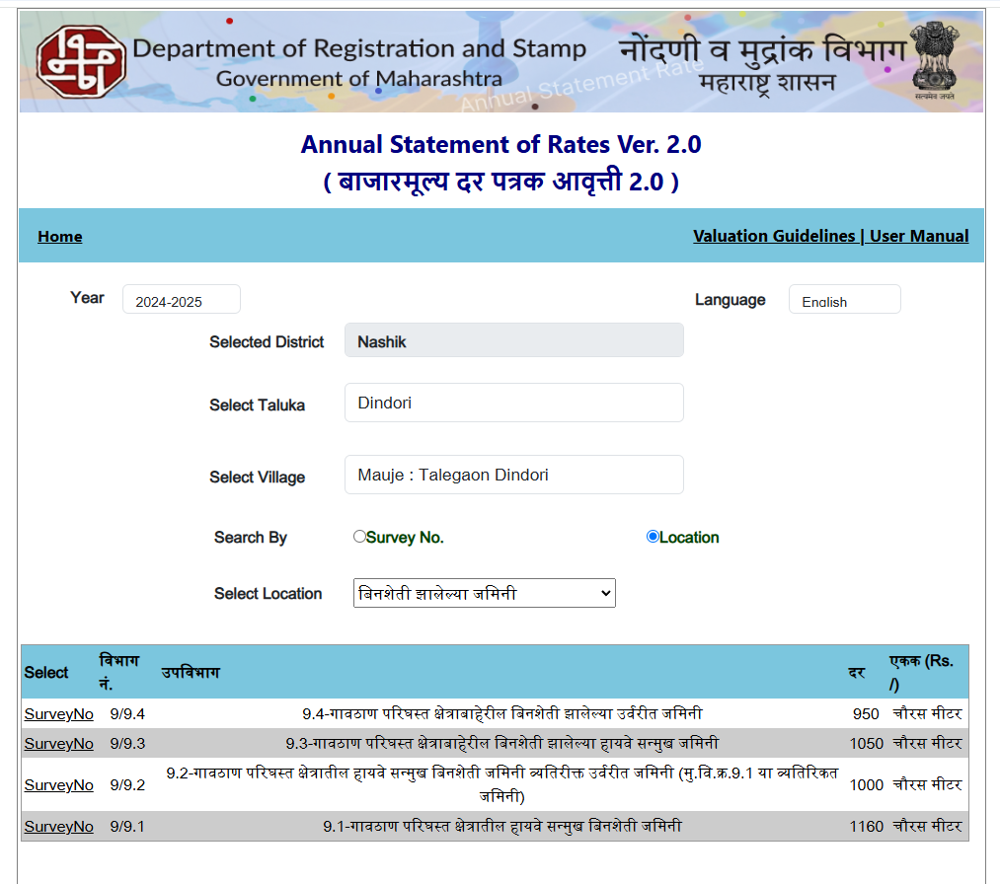 Department of Registration and Stamp
Government of Maharashtra
नोंदणी व मुद्रांक विभाग
महाराष्ट्र शासन
Annual Statement Rate
सत्यमेव जयते
Annual Statement of Rates Ver. 2.0
( बाजारमूल्य दर पत्रक आवृत्ती 2.0 )
Home
Valuation Guidelines | User Manual
Year 2024-2025
Language English
Selected District Nashik
Select Taluka Dindori
Select Village Mauje : Talegaon Dindori
Search By Survey No. Location
Select Location बिनशेती झालेल्या जमिनी
Select विभाग नं. उपविभाग दर एकक (Rs. /)
SurveyNo 9/9.4 9.4-गावठाण परिघस्त क्षेत्राबाहेरील बिनशेती झालेल्या उर्वरीत जमिनी 950 चौरस मीटर
SurveyNo 9/9.3 9.3-गावठाण परिघस्त क्षेत्राबाहेरील बिनशेती झालेल्या हायवे सन्मुख जमिनी 1050 चौरस मीटर
SurveyNo 9/9.2 9.2-गावठाण परिघस्त क्षेत्रातील हायवे सन्मुख बिनशेती जमिनी व्यतिरीक्त उर्वरीत जमिनी (मु.वि.क्र.9.1 या व्यतिरिकत जमिनी) 1000 चौरस मीटर
SurveyNo 9/9.1 9.1-गावठाण परिघस्त क्षेत्रातील हायवे सन्मुख बिनशेती जमिनी 1160 चौरस मीटर